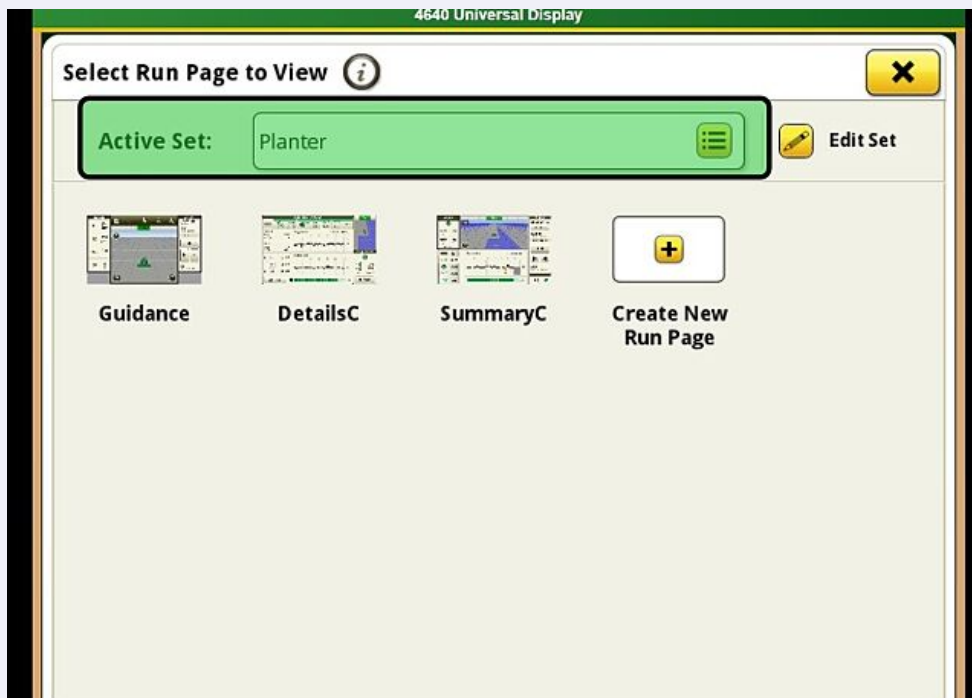 4640 Universal Display
Select Run Page to View
Active Set: Planter
Edit Set
Guidance
DetailsC
SummaryC
Create New
Run Page